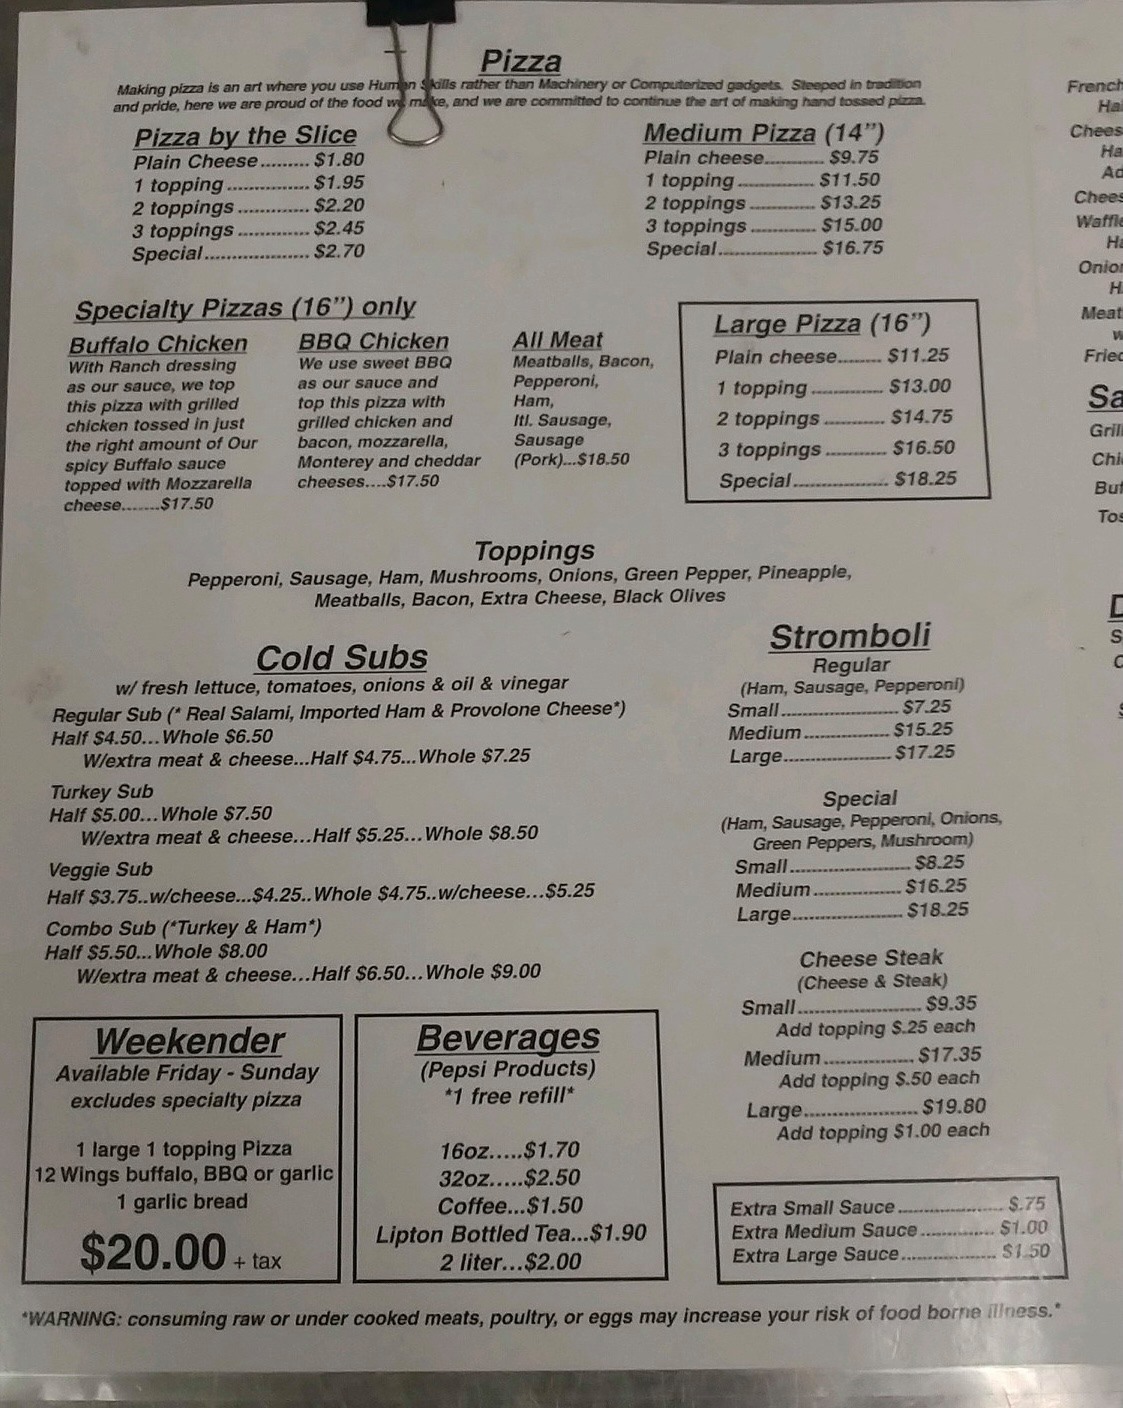 Pizza
Making pizza is an art where you use Human Skills rather than Machinery or Computerized gadgets. Steeped in tradition
and pride, here we are proud of the food we make, and we are committed to continue the art of making hand tossed pizza.
Pizza by the Slice
Plain Cheese......... $1.80
1 topping............... $1.95
2 toppings............. $2.20
3 toppings............. $2.45
Special................... $2.70
Medium Pizza (14")
Plain cheese............ $9.75
1 topping.............. $11.50
2 toppings............ $13.25
3 toppings............ $15.00
Special.................. $16.75
Specialty Pizzas (16") only
Buffalo Chicken
With Ranch dressing
as our sauce, we top
this pizza with grilled
chicken tossed in just
the right amount of Our
spicy Buffalo sauce
topped with Mozzarella
cheese.......$17.50
BBQ Chicken
We use sweet BBQ
as our sauce and
top this pizza with
grilled chicken and
bacon, mozzarella,
Monterey and cheddar
cheeses....$17.50
All Meat
Meatballs, Bacon,
Pepperoni,
Ham,
Itl. Sausage,
Sausage
(Pork)...$18.50
Large Pizza (16")
Plain cheese........ $11.25
1 topping............. $13.00
2 toppings........... $14.75
3 toppings........... $16.50
Special................. $18.25
Toppings
Pepperoni, Sausage, Ham, Mushrooms, Onions, Green Pepper, Pineapple,
Meatballs, Bacon, Extra Cheese, Black Olives
Cold Subs
w/ fresh lettuce, tomatoes, onions & oil & vinegar
Regular Sub (* Real Salami, Imported Ham & Provolone Cheese*)
Half $4.50...Whole $6.50
W/extra meat & cheese...Half $4.75...Whole $7.25
Turkey Sub
Half $5.00...Whole $7.50
W/extra meat & cheese...Half $5.25...Whole $8.50
Veggie Sub
Half $3.75..w/cheese...$4.25..Whole $4.75..w/cheese...$5.25
Combo Sub (*Turkey & Ham*)
Half $5.50...Whole $8.00
W/extra meat & cheese...Half $6.50...Whole $9.00
Stromboli
Regular
(Ham, Sausage, Pepperoni)
Small..................... $7.25
Medium................ $15.25
Large.................... $17.25
Special
(Ham, Sausage, Pepperoni, Onions,
Green Peppers, Mushroom)
Small...................... $8.25
Medium................ $16.25
Large.................... $18.25
Cheese Steak
(Cheese & Steak)
Small...................... $9.35
Add topping $.25 each
Medium................ $17.35
Add topping $.50 each
Large..................... $19.80
Add topping $1.00 each
Weekender
Available Friday - Sunday
excludes specialty pizza
1 large 1 topping Pizza
12 Wings buffalo, BBQ or garlic
1 garlic bread
$20.00 + tax
Beverages
(Pepsi Products)
*1 free refill*
16oz.....$1.70
32oz.....$2.50
Coffee...$1.50
Lipton Bottled Tea...$1.90
2 liter...$2.00
Extra Small Sauce.................... $.75
Extra Medium Sauce.............. $1.00
Extra Large Sauce.................. $1.50
*WARNING: consuming raw or under cooked meats, poultry, or eggs may increase your risk of food borne illness.*
French